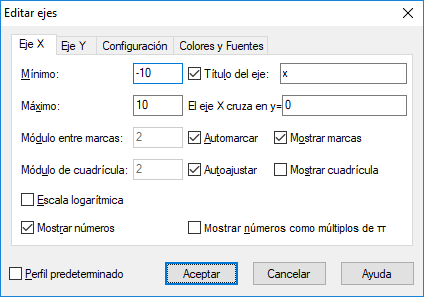 Editar ejes
Eje X Eje Y Configuración Colores y Fuentes
Mínimo: -10 Título del eje: x
Máximo: 10 El eje X cruza en y= 0
Módulo entre marcas: 2 Automarcar Mostrar marcas
Módulo de cuadrícula: 2 Autoajustar Mostrar cuadrícula
Escala logarítmica
Mostrar números Mostrar números como múltiplos de π
Perfil predeterminado Aceptar Cancelar Ayuda